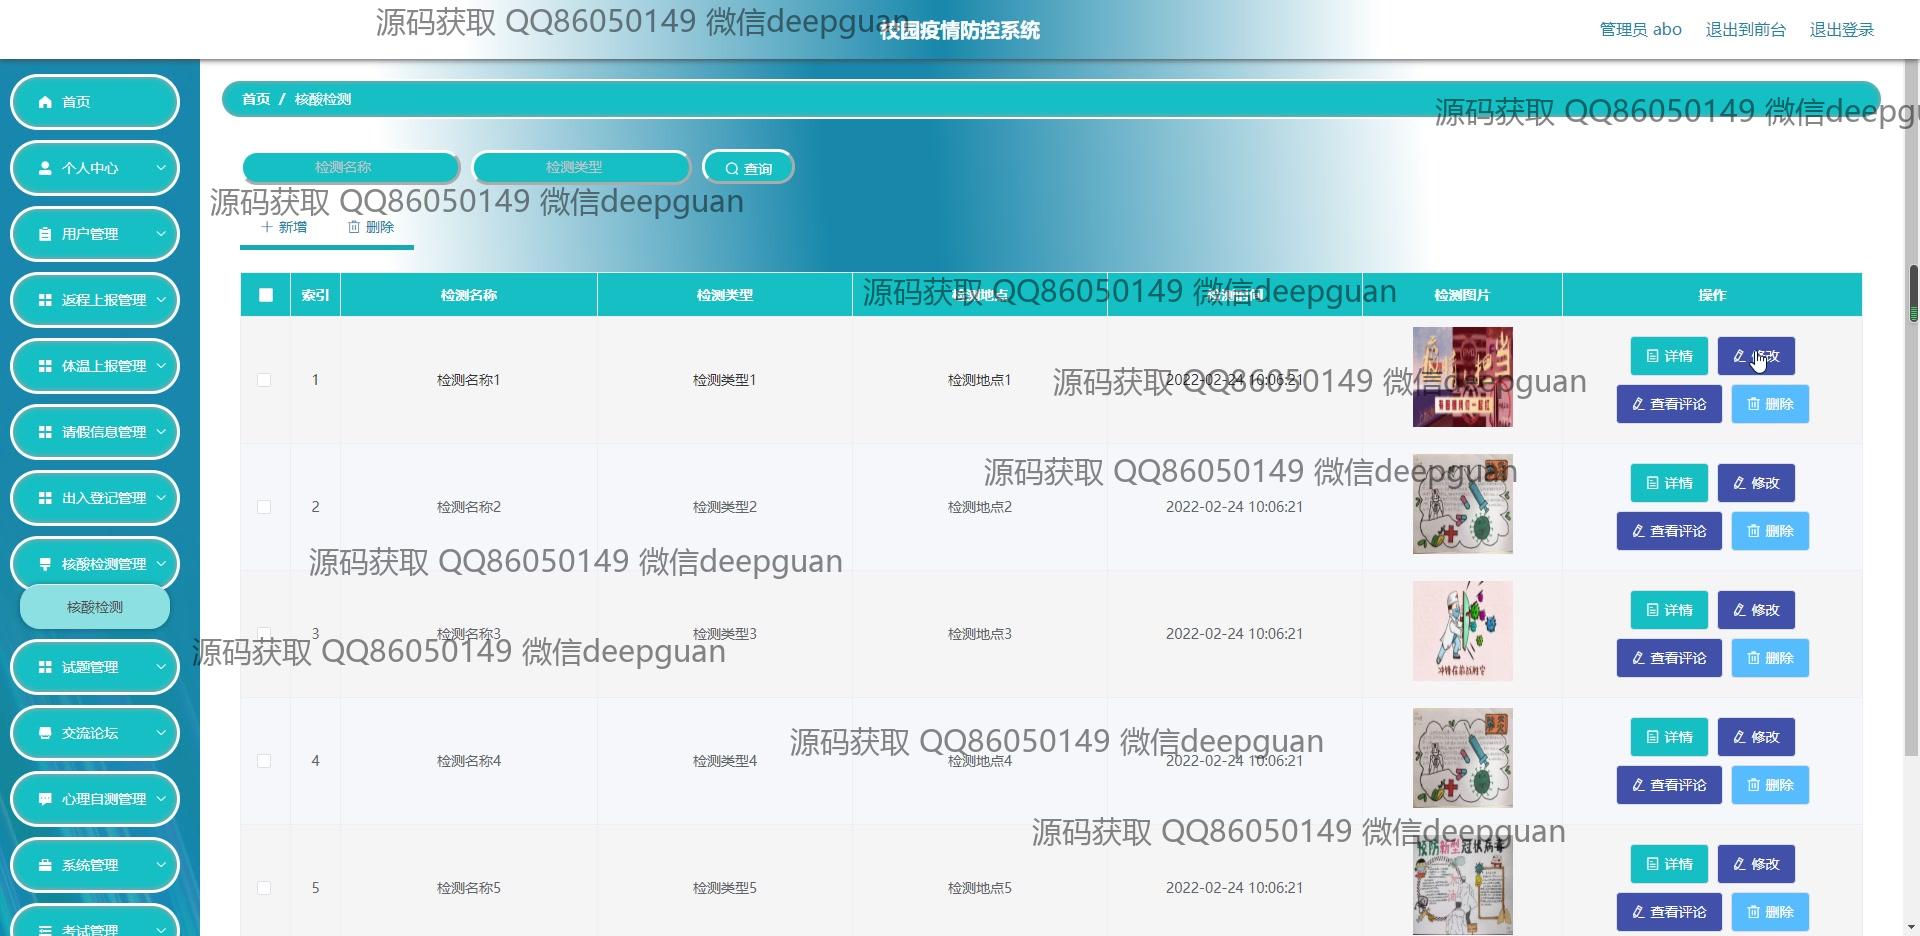 校园疫情防控系统
管理员 abo 退出到前台 退出登录
源码获取 QQ86050149 微信deepguan
首页
个人中心
用户管理
返程上报管理
体温上报管理
请假信息管理
出入登记管理
核酸检测管理
核酸检测
试题管理
交流论坛
心理自测管理
系统管理
考试管理
首页 / 核酸检测
源码获取 QQ86050149 微信deepgu
检测名称 检测类型 查询
源码获取 QQ86050149 微信deepguan
新增 删除
索引 检测名称 检测类型 检测地点 检测时间 检测图片 操作
源码获取 QQ86050149 微信deepguan
1 检测名称1 检测类型1 检测地点1 2022-02-24 10:06:21 详情 修改
查看评论 删除
源码获取 QQ86050149 微信deepguan
源码获取 QQ86050149 微信deepguan
2 检测名称2 检测类型2 检测地点2 2022-02-24 10:06:21 详情 修改
查看评论 删除
源码获取 QQ86050149 微信deepguan
3 检测名称3 检测类型3 检测地点3 2022-02-24 10:06:21 详情 修改
查看评论 删除
源码获取 QQ86050149 微信deepguan
源码获取 QQ86050149 微信deepguan
4 检测名称4 检测类型4 检测地点4 2022-02-24 10:06:21 详情 修改
查看评论 删除
源码获取 QQ86050149 微信deepguan
预防新型冠状病毒
5 检测名称5 检测类型5 检测地点5 2022-02-24 10:06:21 详情 修改
查看评论 删除